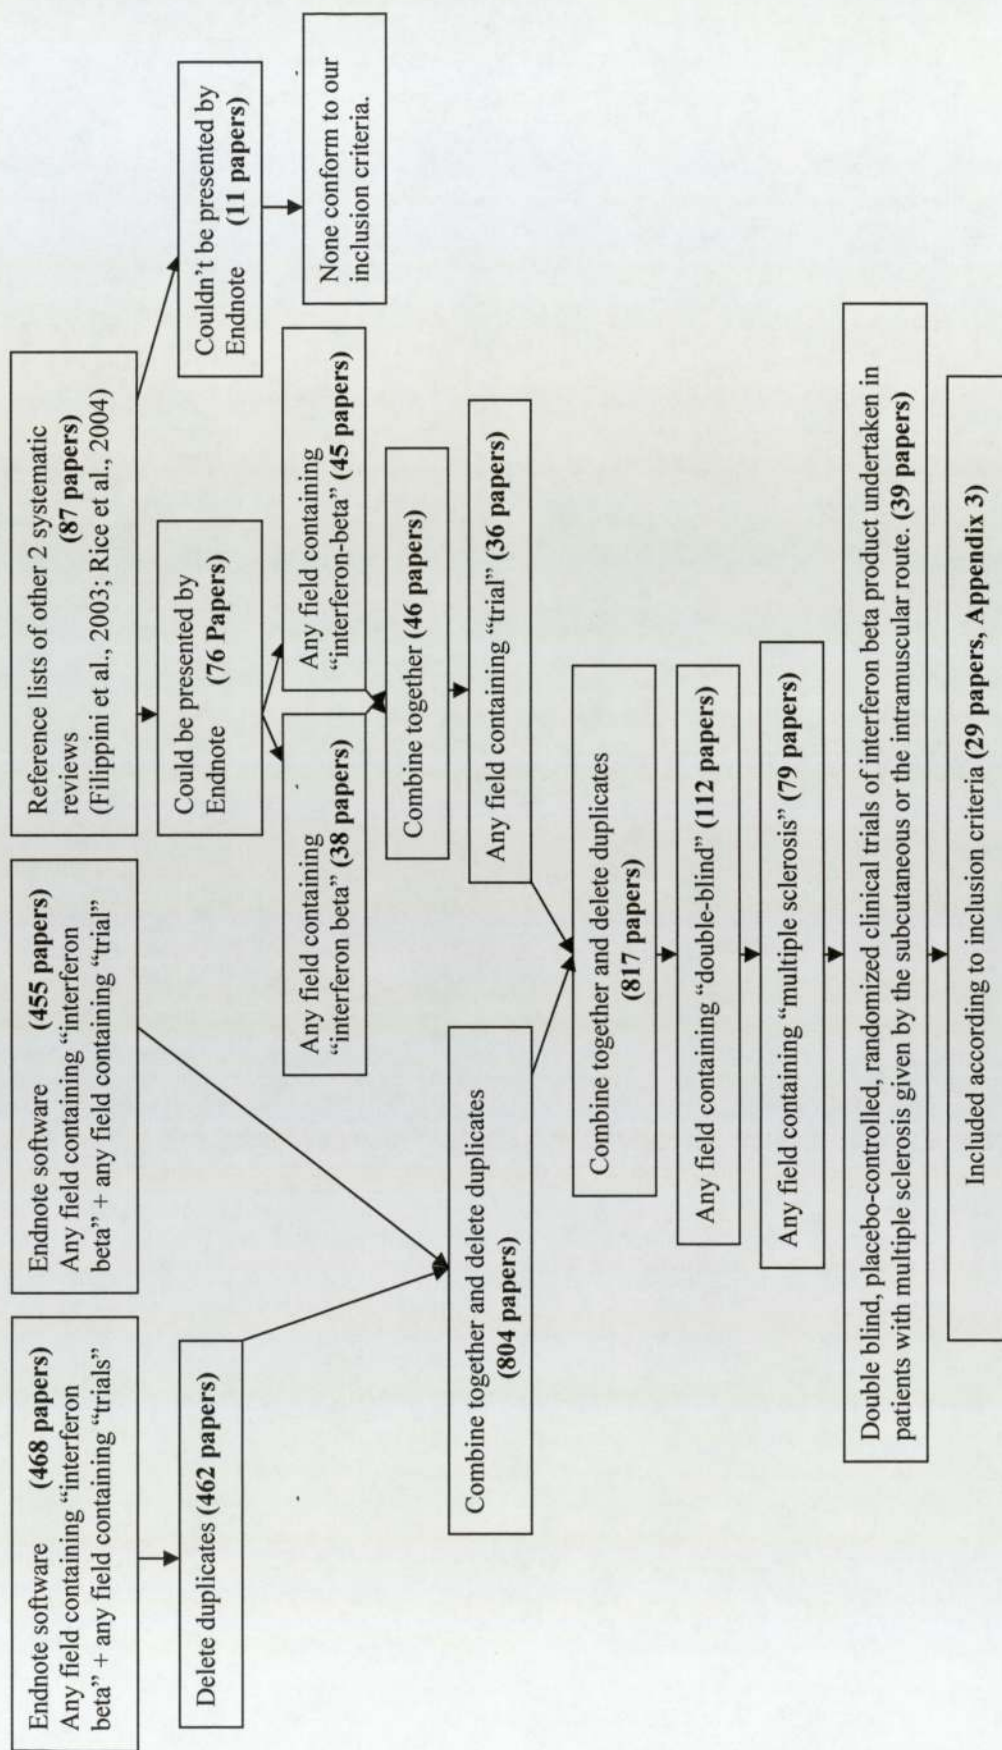 Endnote software (468 papers)
Any field containing “interferon
beta” + any field containing “trials”
Endnote software (455 papers)
Any field containing “interferon
beta” + any field containing “trial”
Reference lists of other 2 systematic
reviews (87 papers)
(Filippini et al., 2003; Rice et al., 2004)
Delete duplicates (462 papers)
Could be presented by
Endnote (76 Papers)
Couldn’t be presented by
Endnote (11 papers)
Any field containing
“interferon beta” (38 papers)
Any field containing
“interferon-beta” (45 papers)
None conform to our
inclusion criteria.
Combine together (46 papers)
Combine together and delete duplicates
(804 papers)
Any field containing “trial” (36 papers)
Combine together and delete duplicates
(817 papers)
Any field containing “double-blind” (112 papers)
Any field containing “multiple sclerosis” (79 papers)
Double blind, placebo-controlled, randomized clinical trials of interferon beta product undertaken in
patients with multiple sclerosis given by the subcutaneous or the intramuscular route. (39 papers)
Included according to inclusion criteria (29 papers, Appendix 3)